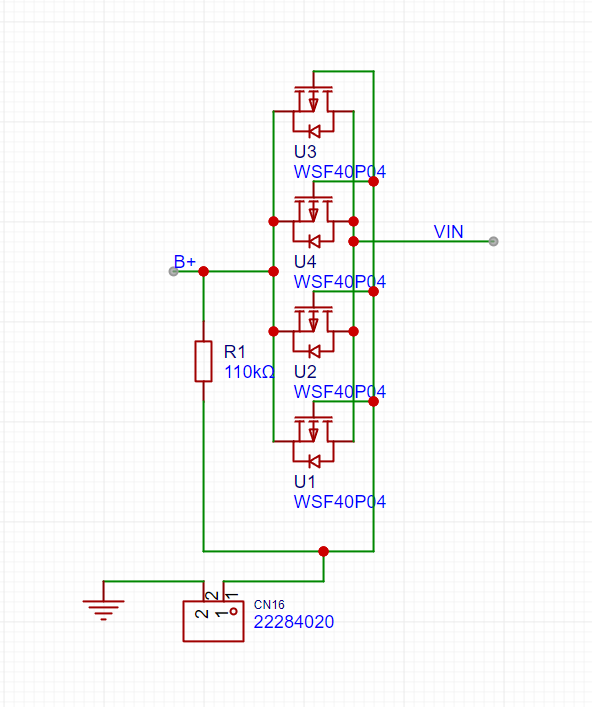 U3
WSF40P04
VIN
B+
U4
WSF40P04
R1
110kΩ
U2
WSF40P04
U1
WSF40P04
2
1
2
1
CN16
22284020